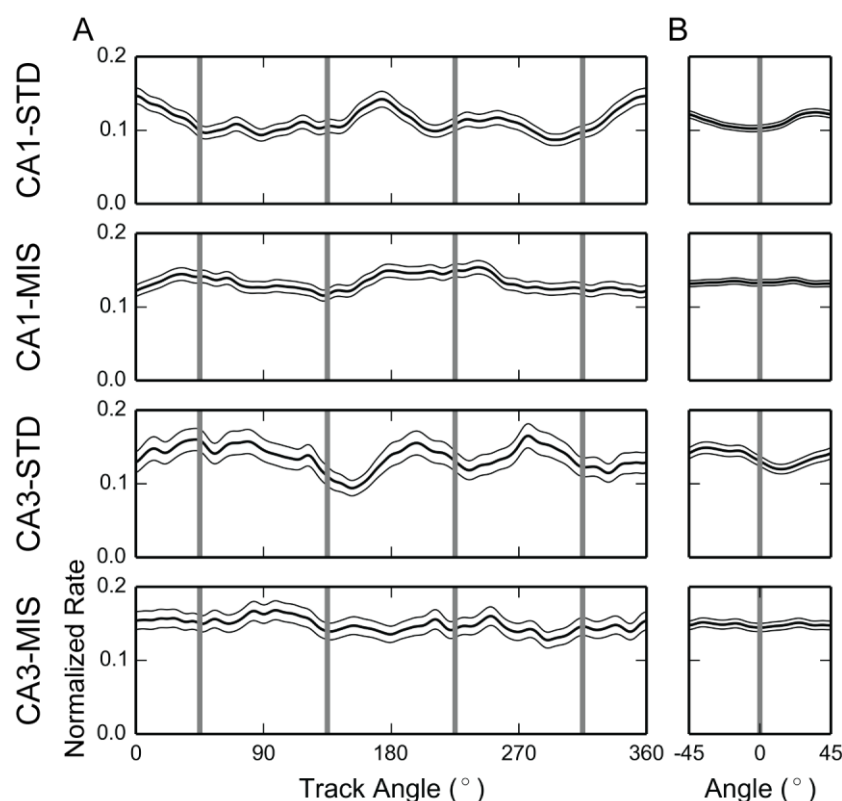 A
B
CA1-STD
0.2
0.1
0.0
CA1-MIS
0.2
0.1
0.0
CA3-STD
0.2
0.1
0.0
CA3-MIS
Normalized Rate
0.2
0.1
0.0
0 90 180 270 360
-45 0 45
Track Angle (°)
Angle (°)